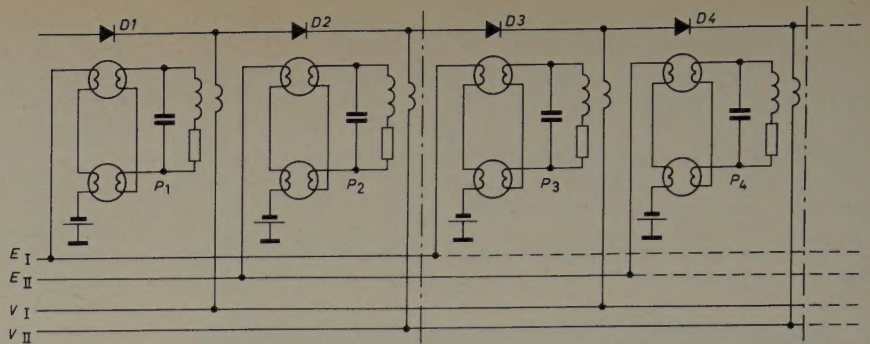 D1 D2 D3 D4
P1 P2 P3 P4
E I
E II
V I
V II